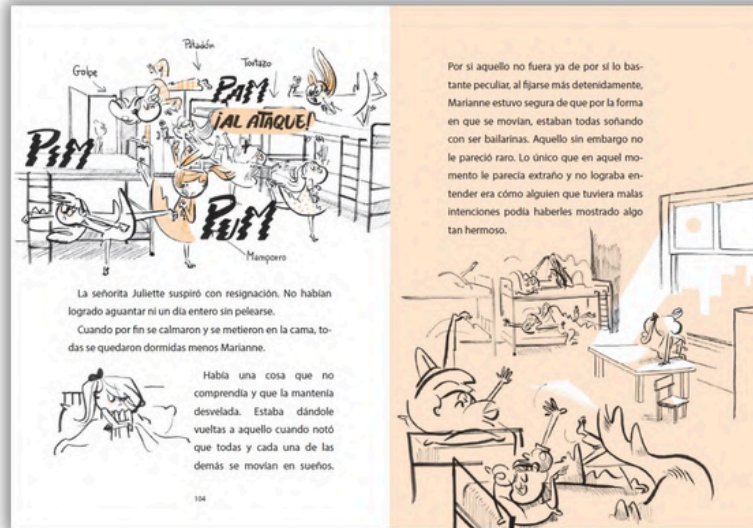 Golpe
Patadón
Tortazo
PAM
¡AL ATAQUE!
PIM
PUM
Mamporro
La señorita Juliette suspiró con resignación. No habían
logrado aguantar ni un día entero sin pelearse.
Cuando por fin se calmaron y se metieron en la cama, to-
das se quedaron dormidas menos Marianne.
Había una cosa que no
comprendía y que la mantenía
desvelada. Estaba dándole
vueltas a aquello cuando notó
que todas y cada una de las
demás se movían en sueños.
104
Por si aquello no fuera ya de por sí lo bas-
tante peculiar, al fijarse más detenidamente,
Marianne estuvo segura de que por la forma
en que se movían, estaban todas soñando
con ser bailarinas. Aquello sin embargo no
le pareció raro. Lo único que en aquel mo-
mento le parecía extraño y no lograba en-
tender era cómo alguien que tuviera malas
intenciones podía haberles mostrado algo
tan hermoso.